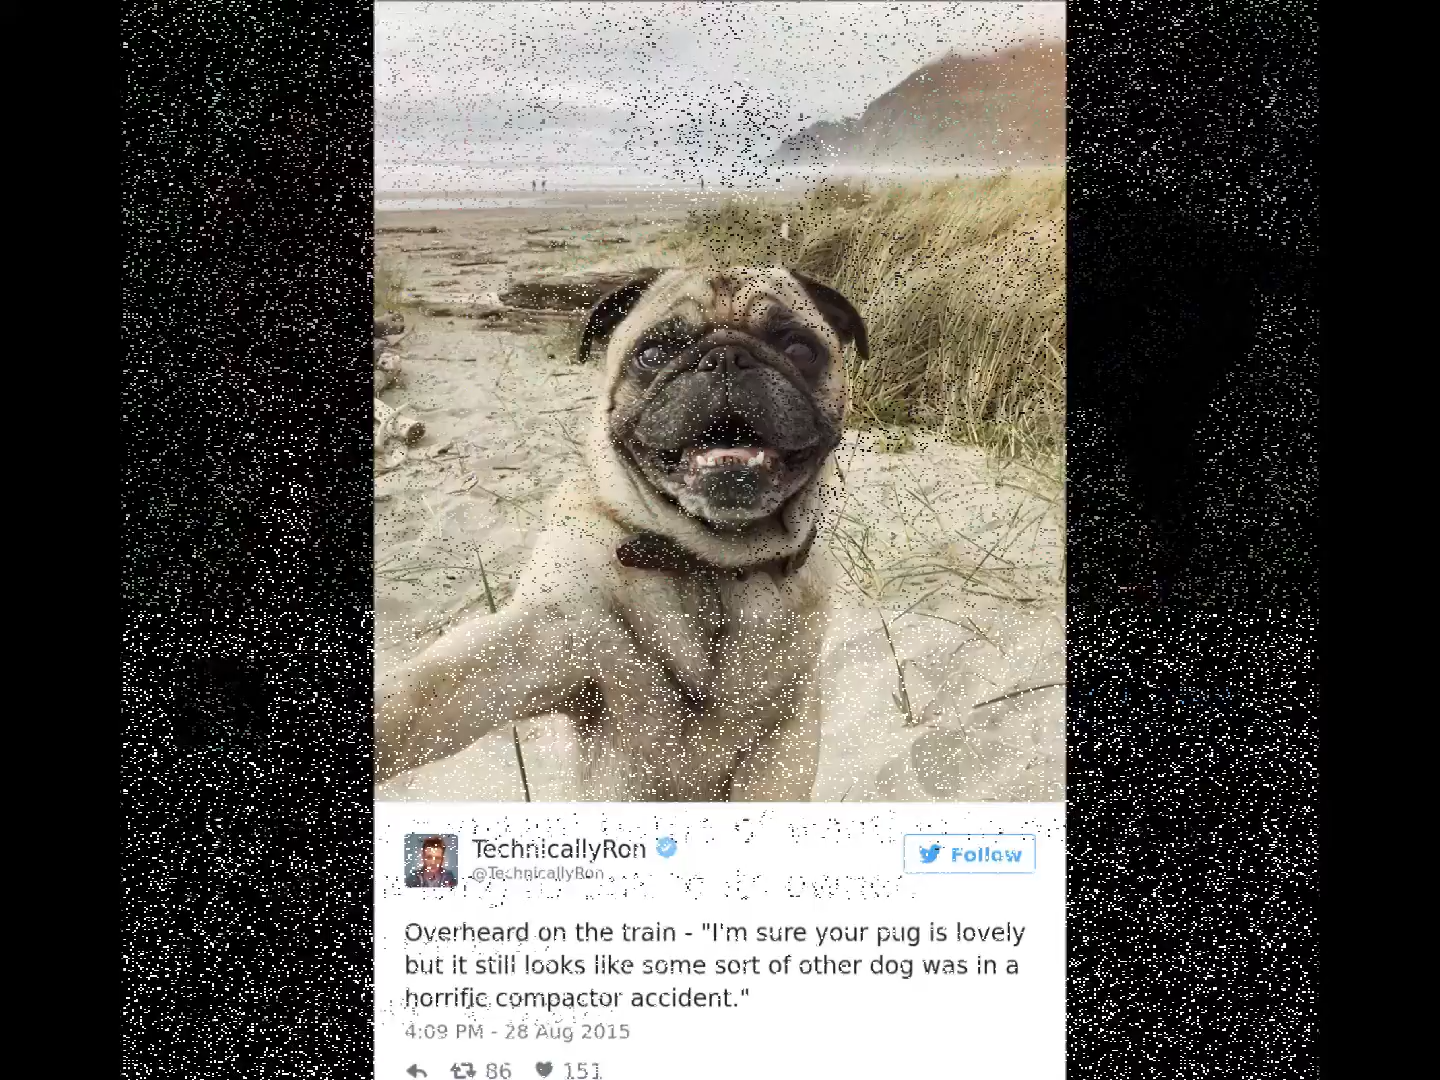 TechnicallyRon
Follow
@TechnicallyRon
Overheard on the train - "I'm sure your pug is lovely
but it still looks like some sort of other dog was in a
horrific compactor accident."
4:09 PM - 28 Aug 2015
86 151